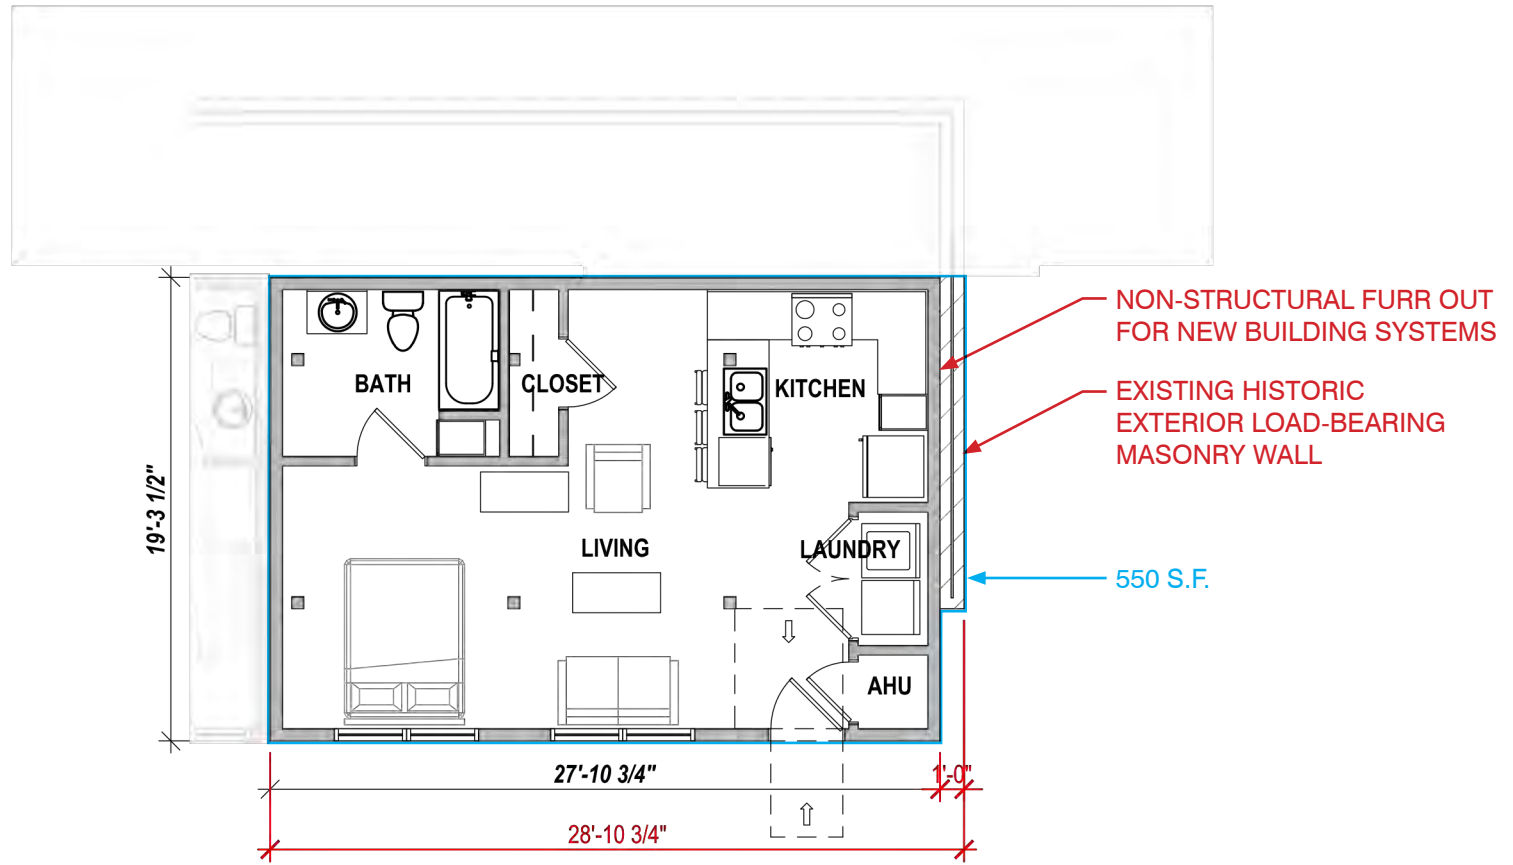 NON-STRUCTURAL FURR OUT
FOR NEW BUILDING SYSTEMS
BATH
CLOSET
KITCHEN
EXISTING HISTORIC
EXTERIOR LOAD-BEARING
MASONRY WALL
19'-3 1/2"
LIVING
LAUNDRY
550 S.F.
AHU
27'-10 3/4"
1'-0"
28'-10 3/4"